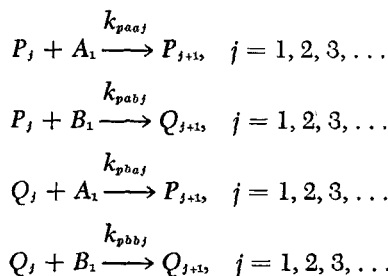 P_j + A_1 \xrightarrow{k_{paaj}} P_{j+1}, j = 1, 2, 3, . . .
P_j + B_1 \xrightarrow{k_{pabj}} Q_{j+1}, j = 1, 2, 3, . . .
Q_j + A_1 \xrightarrow{k_{pbaj}} P_{j+1}, j = 1, 2, 3, . . .
Q_j + B_1 \xrightarrow{k_{pbbj}} Q_{j+1}, j = 1, 2, 3, . . .